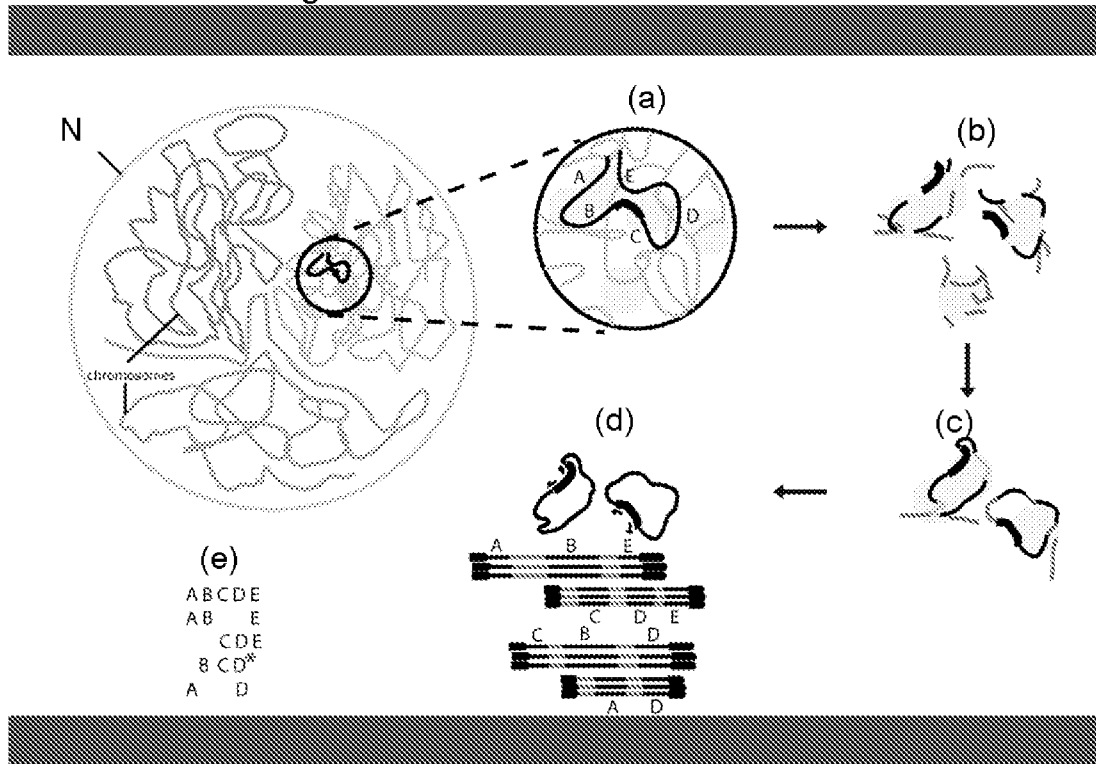 N
chromosomes
(a)
A E
B D
C
(b)
(c)
(d)
A B E
C D E
C B D
A D
(e)
A B C D E
A B E
C D E
B C D*
A D